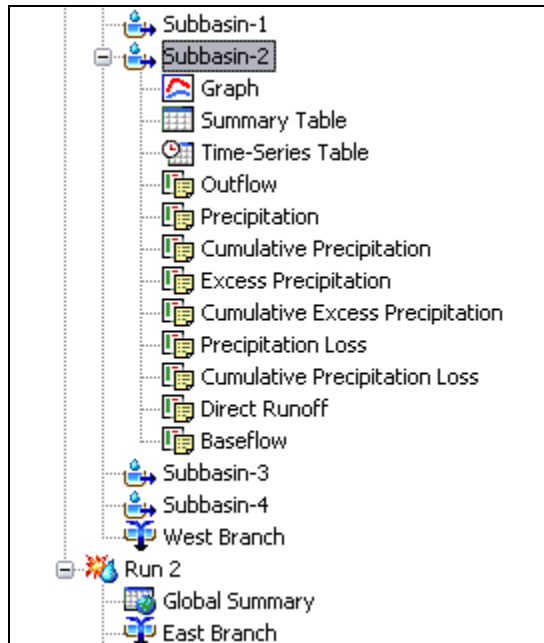 Subbasin-1
Subbasin-2
Graph
Summary Table
Time-Series Table
Outflow
Precipitation
Cumulative Precipitation
Excess Precipitation
Cumulative Excess Precipitation
Precipitation Loss
Cumulative Precipitation Loss
Direct Runoff
Baseflow
Subbasin-3
Subbasin-4
West Branch
Run 2
Global Summary
East Branch